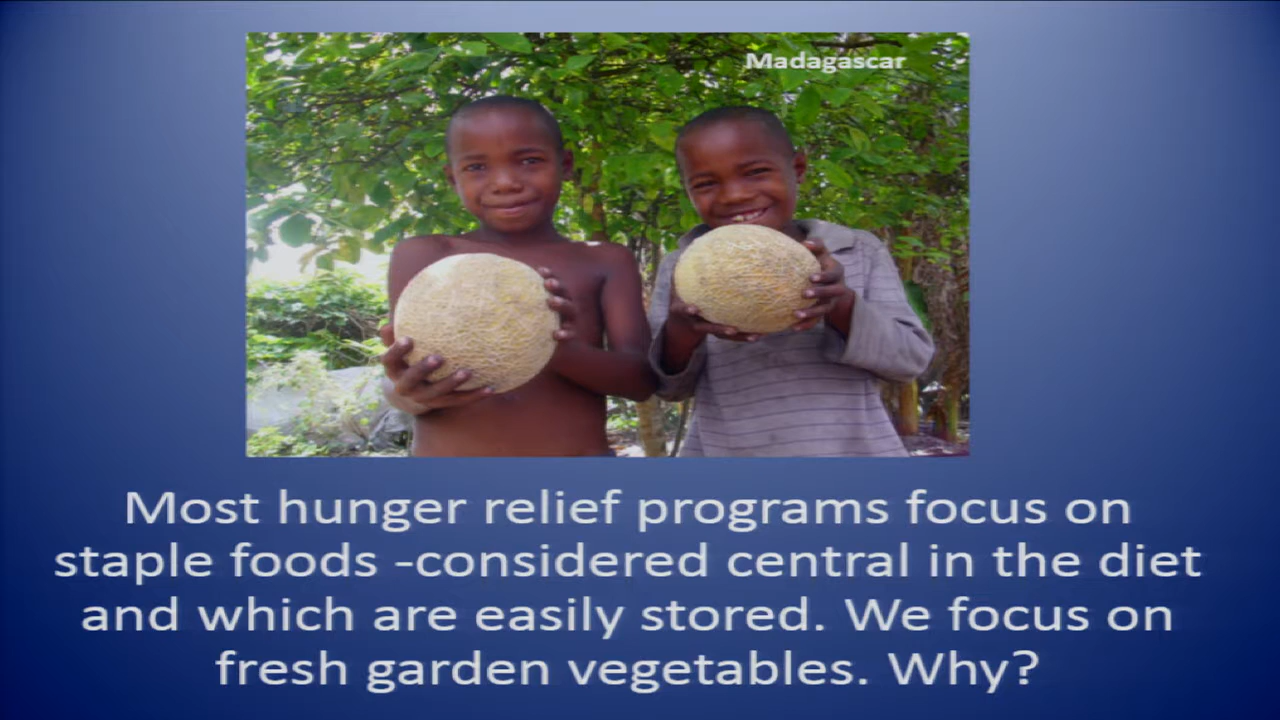 Madagascar
Most hunger relief programs focus on
staple foods -considered central in the diet
and which are easily stored. We focus on
fresh garden vegetables. Why?